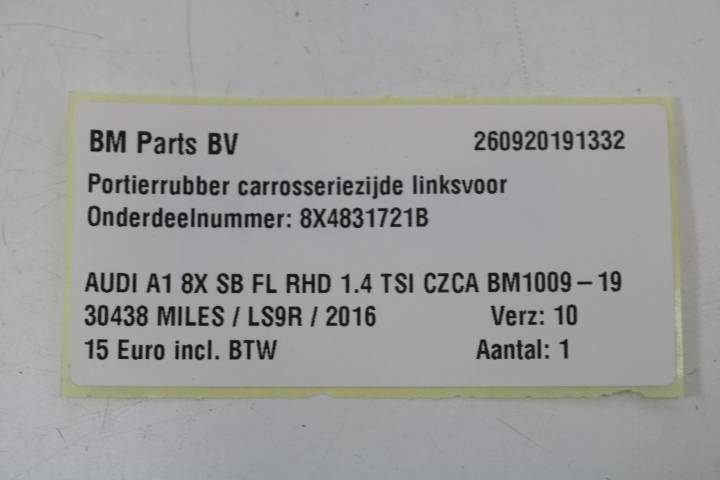 BM Parts BV 260920191332
Portierrubber carrosseriezijde linksvoor
Onderdeelnummer: 8X4831721B
AUDI A1 8X SB FL RHD 1.4 TSI CZCA BM1009-19
30438 MILES / LS9R / 2016 Verz: 10
15 Euro incl. BTW Aantal: 1